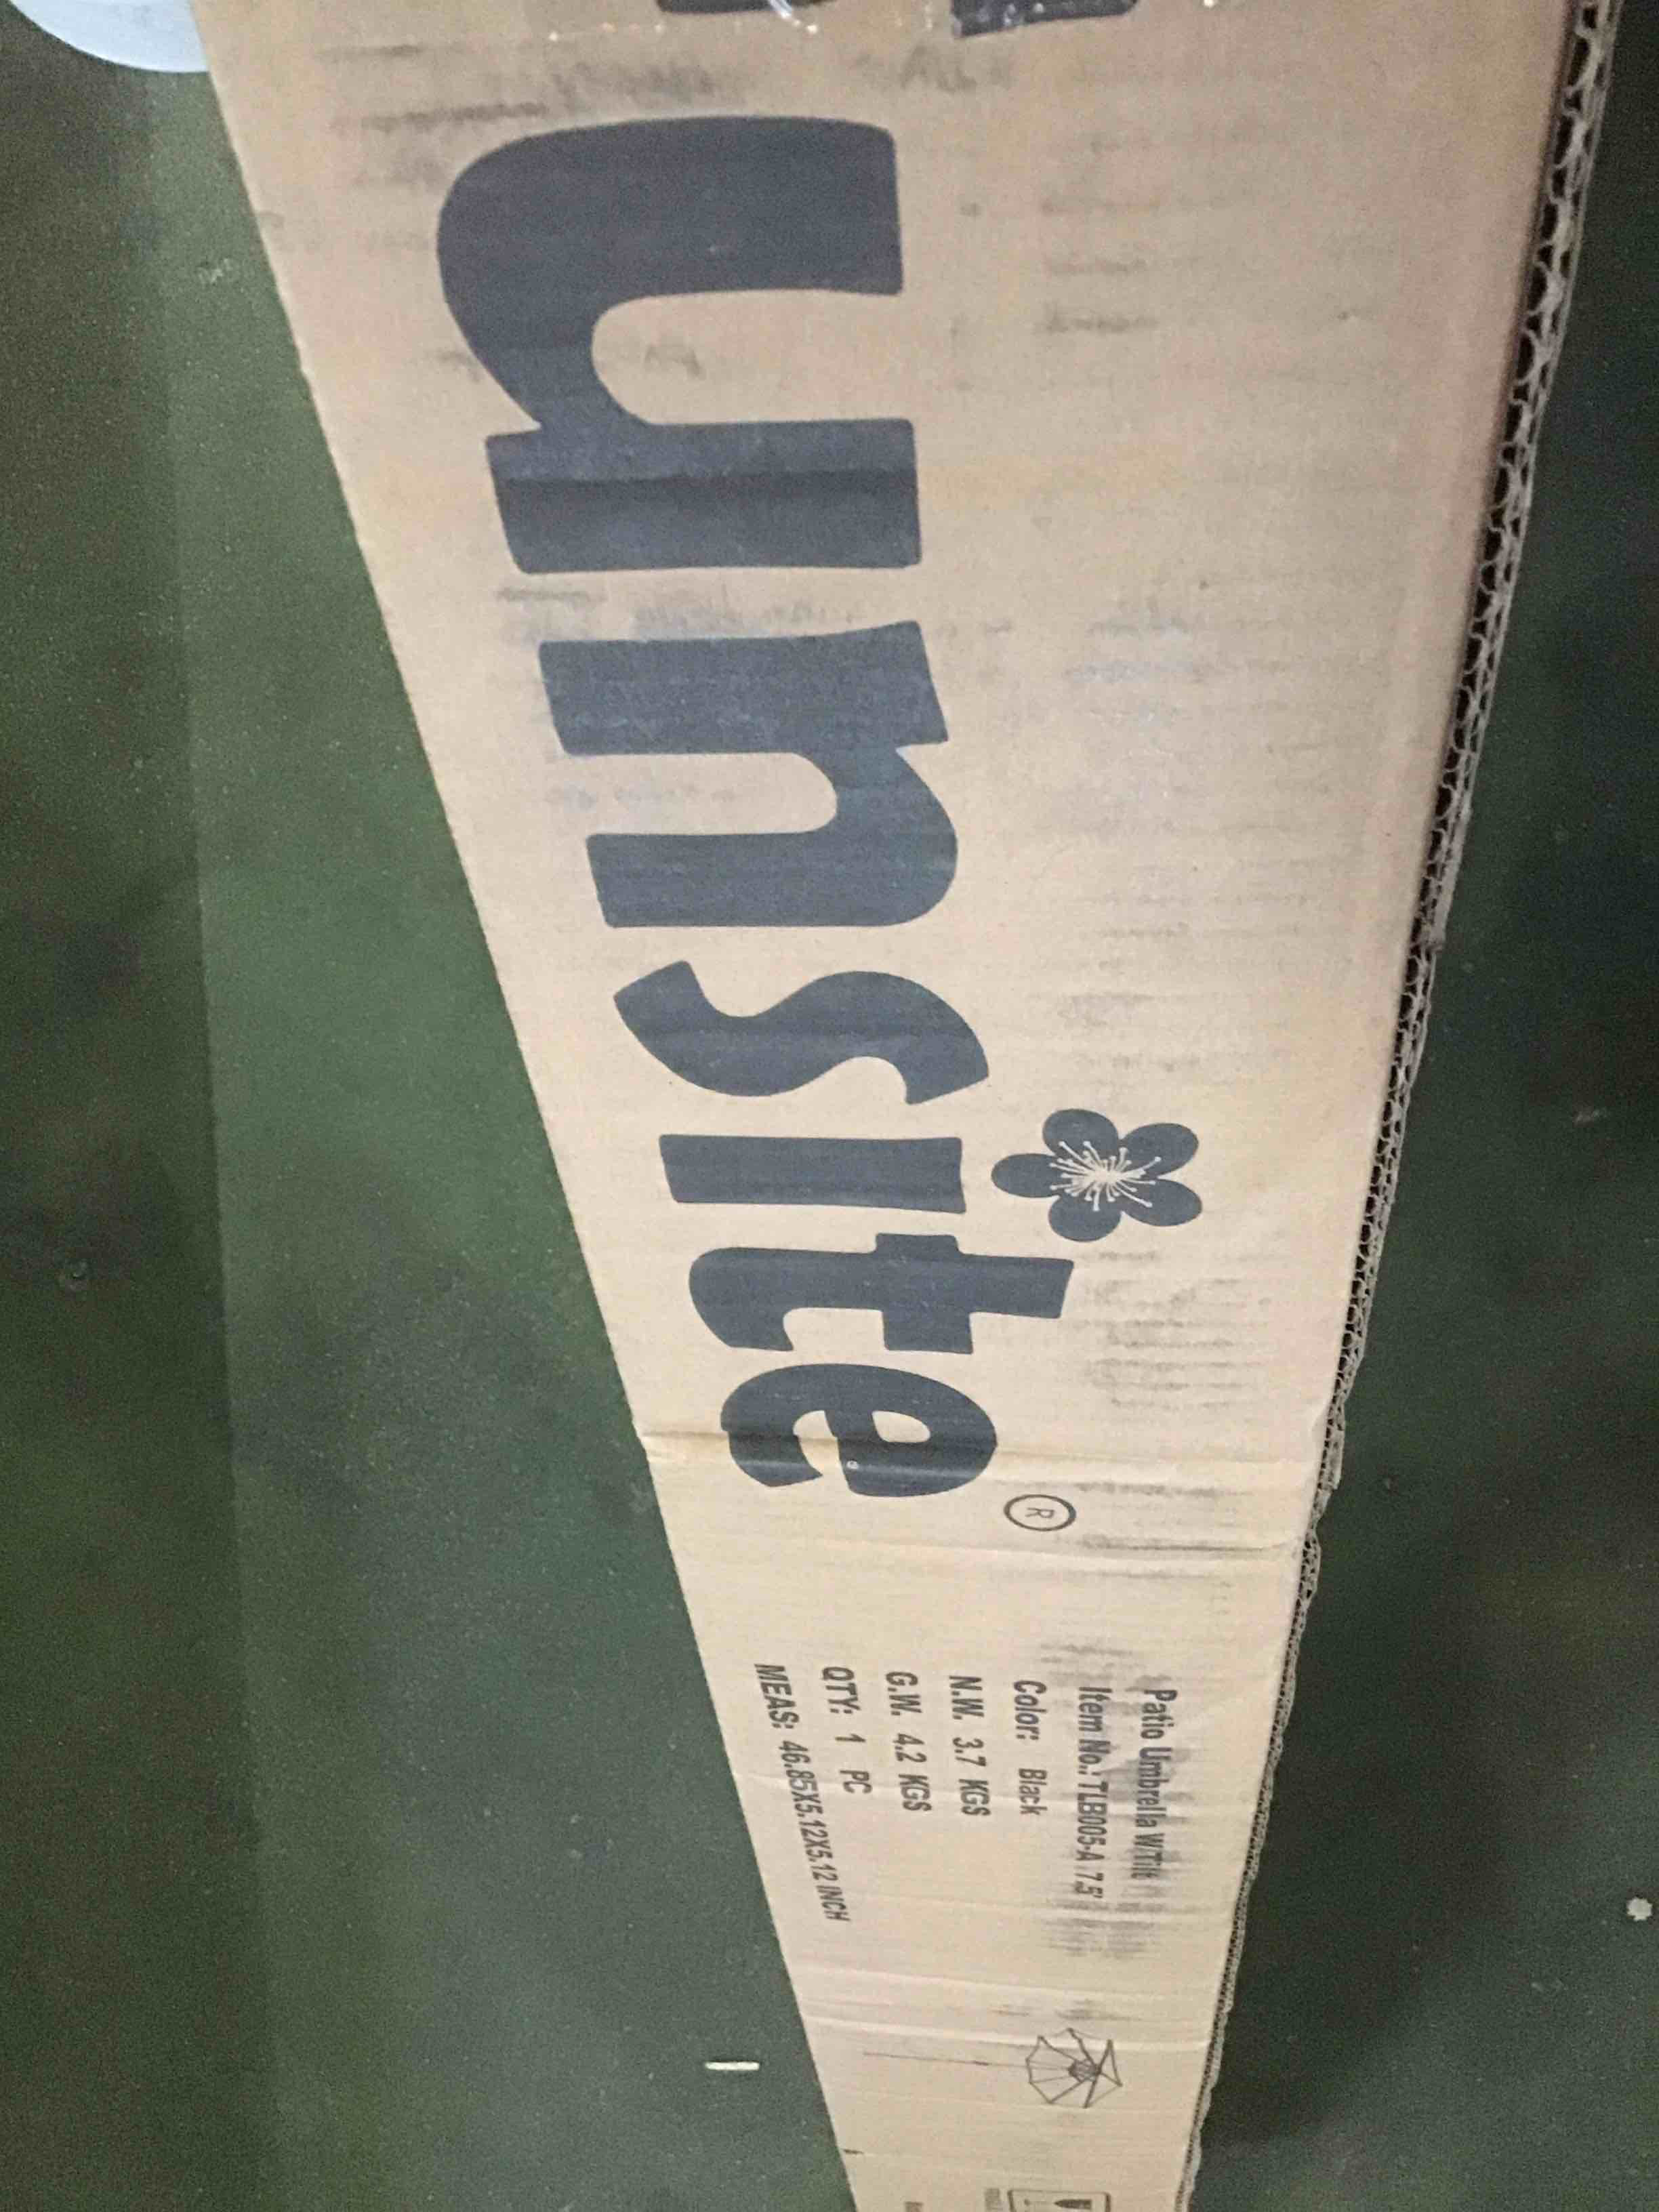 unsite
®
Patio Umbrella W/Tilt
Item No.: TLB005-A 7.5'
Color: Black
N.W. 3.7 KGS
G.W. 4.2 KGS
QTY: 1 PC
MEAS: 46.85X5.12X5.12 INCH